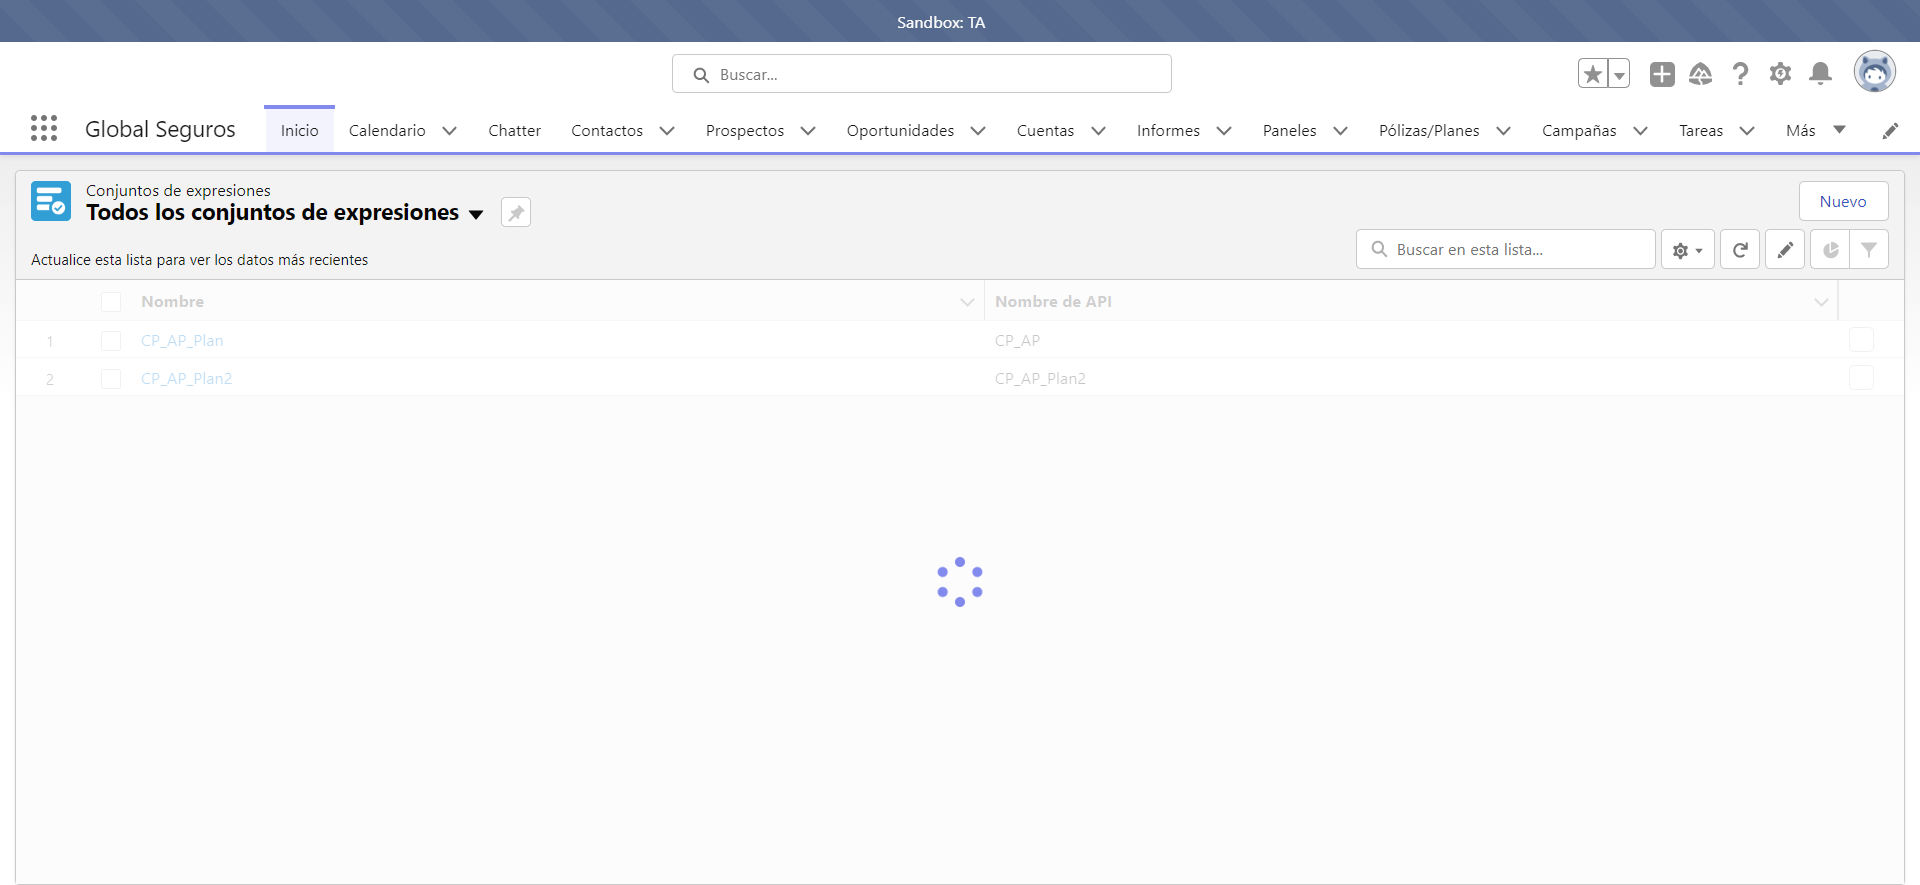 Sandbox: TA
Buscar...
Global Seguros
Inicio
Calendario
Chatter
Contactos
Prospectos
Oportunidades
Cuentas
Informes
Paneles
Pólizas/Planes
Campañas
Tareas
Más
Conjuntos de expresiones
Todos los conjuntos de expresiones
Nuevo
Actualice esta lista para ver los datos más recientes
Buscar en esta lista...
Nombre
Nombre de API
1 CP_AP_Plan CP_AP
2 CP_AP_Plan2 CP_AP_Plan2